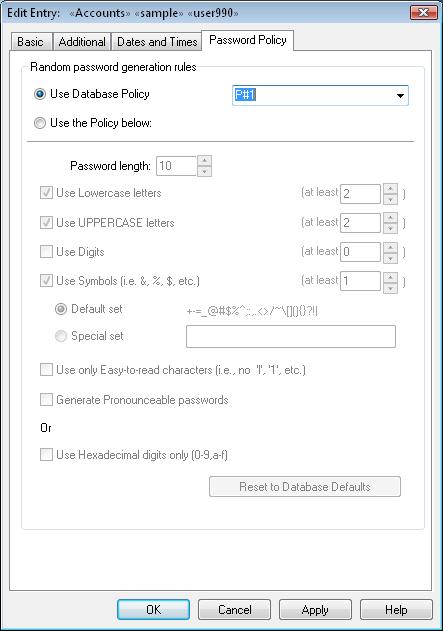 Edit Entry: «Accounts» «sample» «user990»
Basic Additional Dates and Times Password Policy
Random password generation rules
Use Database Policy P#1
Use the Policy below:
Password length: 10
Use Lowercase letters (at least 2 )
Use UPPERCASE letters (at least 2 )
Use Digits (at least 0 )
Use Symbols (i.e. &, %, $, etc.) (at least 1 )
Default set +-=_@#$%^;:,.<>/~\[](){}?!|
Special set
Use only Easy-to-read characters (i.e., no 'l', '1', etc.)
Generate Pronounceable passwords
Or
Use Hexadecimal digits only (0-9,a-f)
Reset to Database Defaults
OK Cancel Apply Help